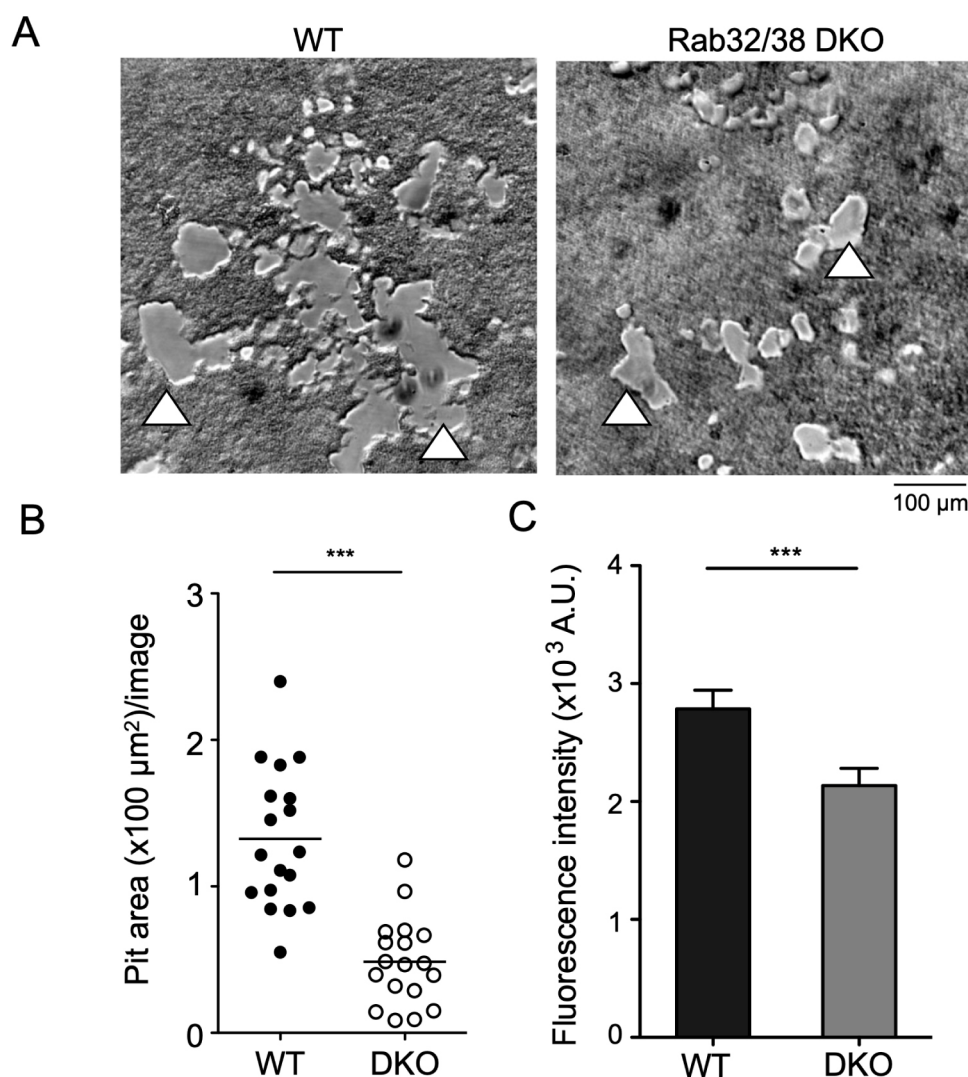 A
WT
Rab32/38 DKO
100 µm
B
***
Pit area (x100 µm²)/image
3
2
1
0
WT
DKO
C
***
Fluorescence intensity (x10³ A.U.)
4
3
2
1
0
WT
DKO